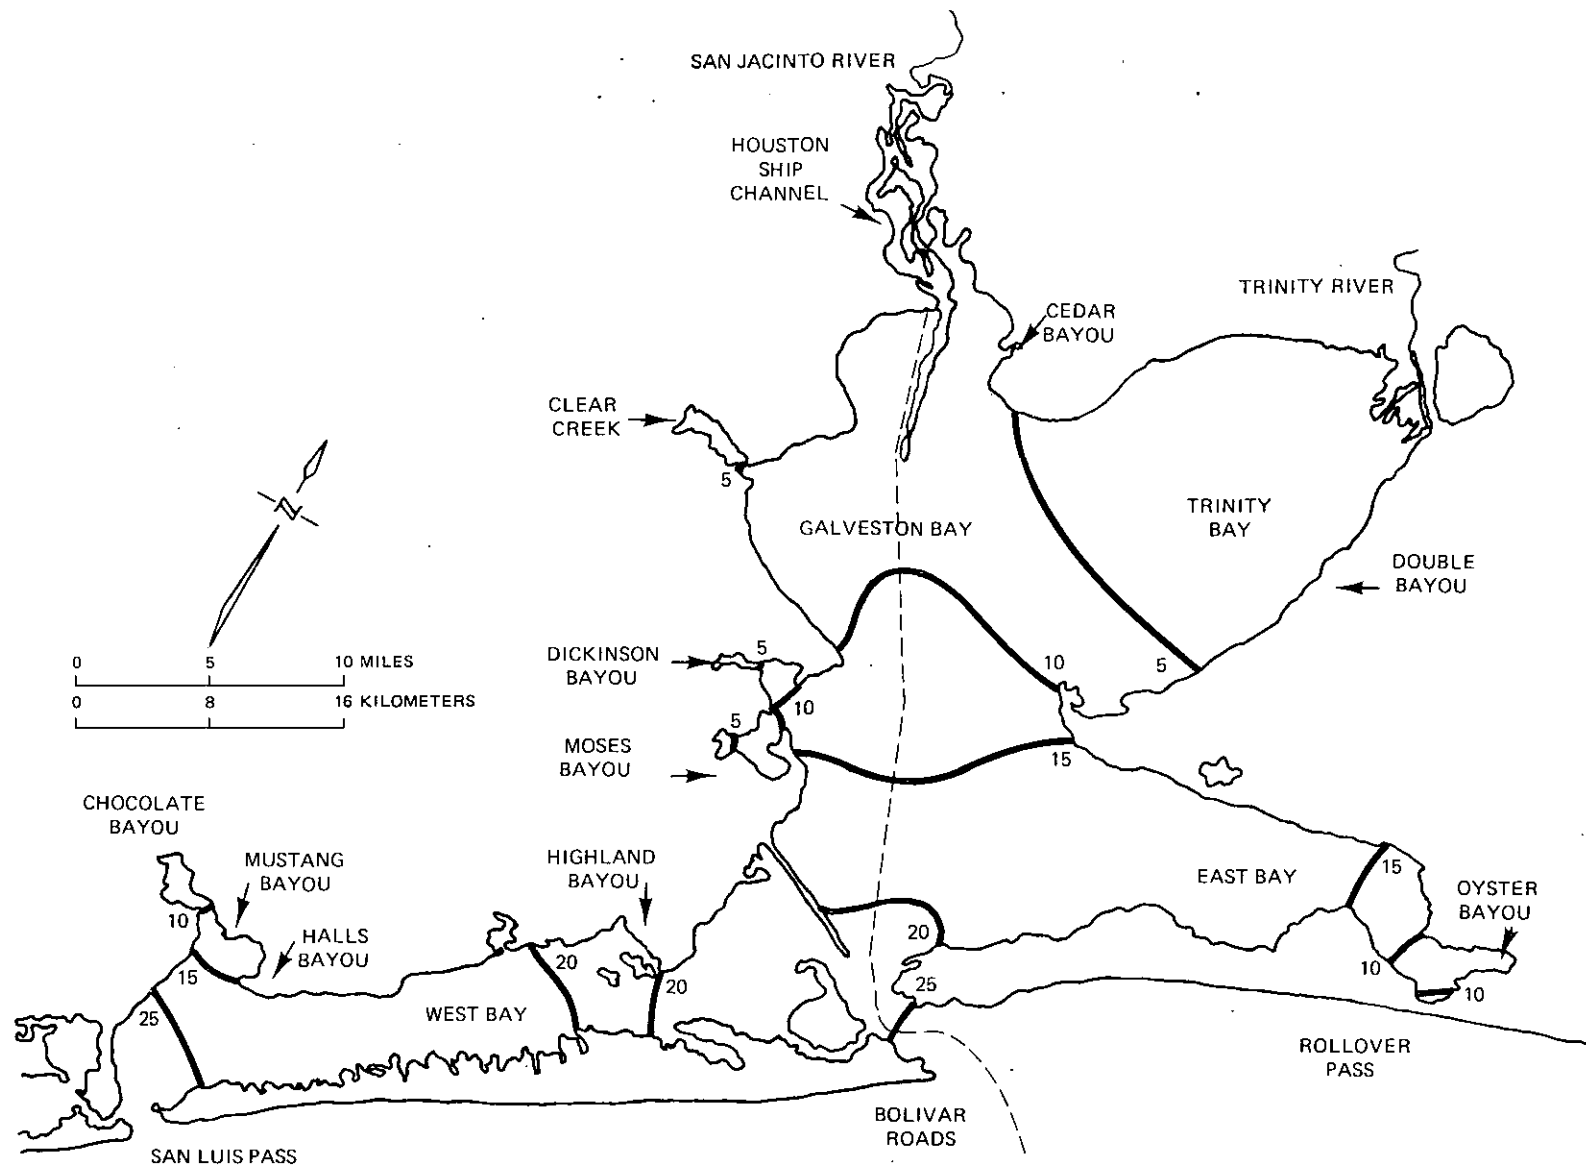 SAN JACINTO RIVER
HOUSTON
SHIP
CHANNEL
TRINITY RIVER
CEDAR
BAYOU
CLEAR
CREEK
5
N
GALVESTON BAY
TRINITY
BAY
DOUBLE
BAYOU
0 5 10 MILES
0 8 16 KILOMETERS
DICKINSON
BAYOU
5
10
5
10
5
MOSES
BAYOU
15
CHOCOLATE
BAYOU
MUSTANG
BAYOU
HIGHLAND
BAYOU
EAST BAY
15
OYSTER
BAYOU
10
HALLS
BAYOU
15
20
20
20
10
10
25
25
WEST BAY
ROLLOVER
PASS
BOLIVAR
ROADS
SAN LUIS PASS